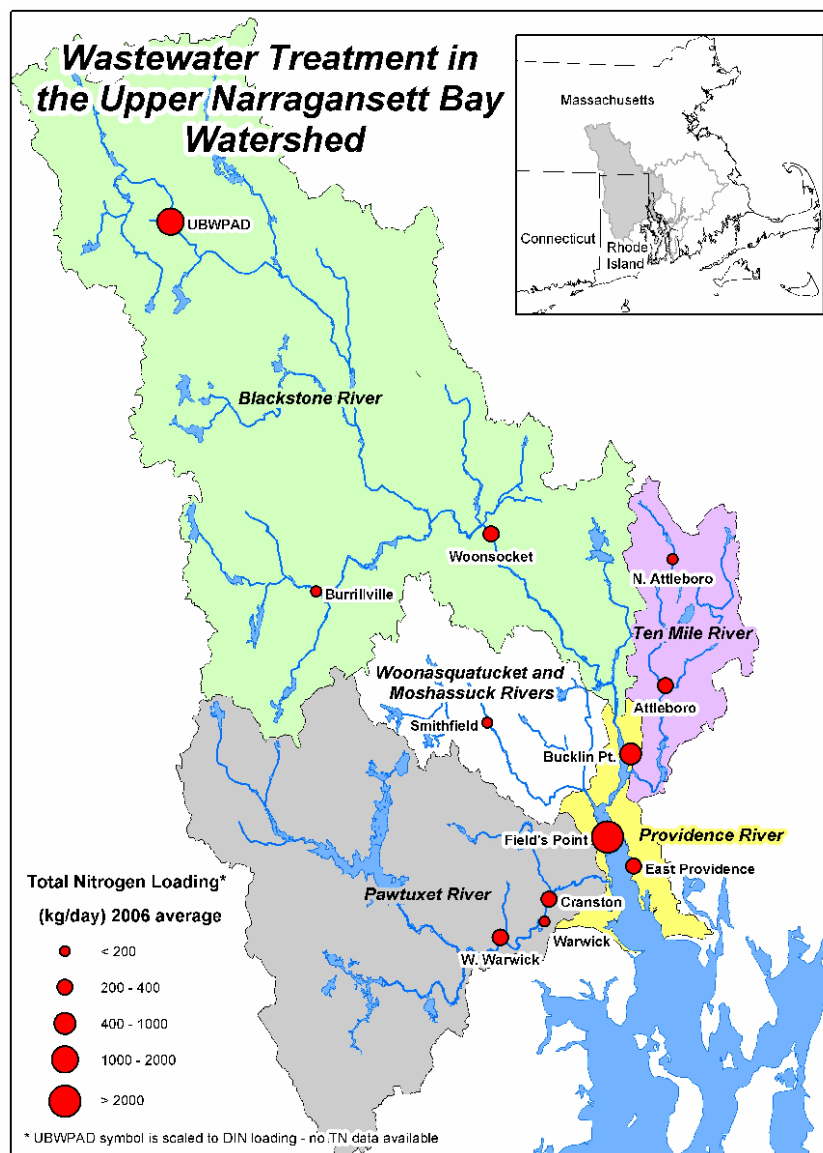 Wastewater Treatment in
the Upper Narragansett Bay
Watershed
Massachusetts
Connecticut
Rhode
Island
UBWPAD
Blackstone River
Woonsocket
N. Attleboro
Burrillville
Ten Mile River
Woonasquatucket and
Moshassuck Rivers
Attleboro
Smithfield
Bucklin Pt.
Field's Point
Providence River
East Providence
Total Nitrogen Loading*
(kg/day) 2006 average
Pawtuxet River
Cranston
Warwick
W. Warwick
< 200
200 - 400
400 - 1000
1000 - 2000
> 2000
* UBWPAD symbol is scaled to DIN loading - no TN data available